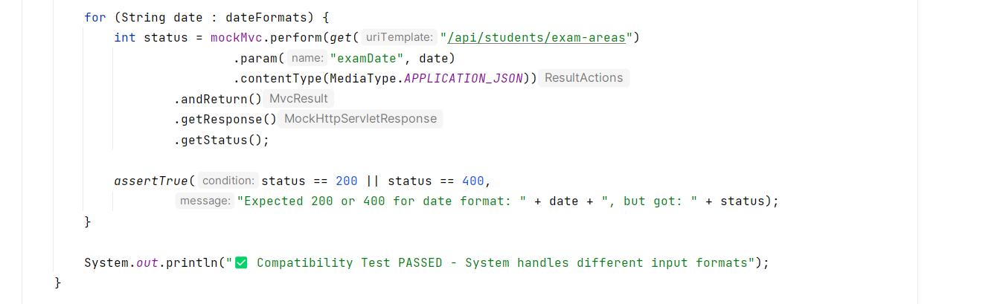 for (String date : dateFormats) {
int status = mockMvc.perform(get( uriTemplate: "/api/students/exam-areas")
.param( name: "examDate", date)
.contentType(MediaType.APPLICATION_JSON)) ResultActions
.andReturn() MvcResult
.getResponse() MockHttpServletResponse
.getStatus();
assertTrue( condition: status == 200 || status == 400,
message: "Expected 200 or 400 for date format: " + date + ", but got: " + status);
}
System.out.println("✅ Compatibility Test PASSED - System handles different input formats");
}